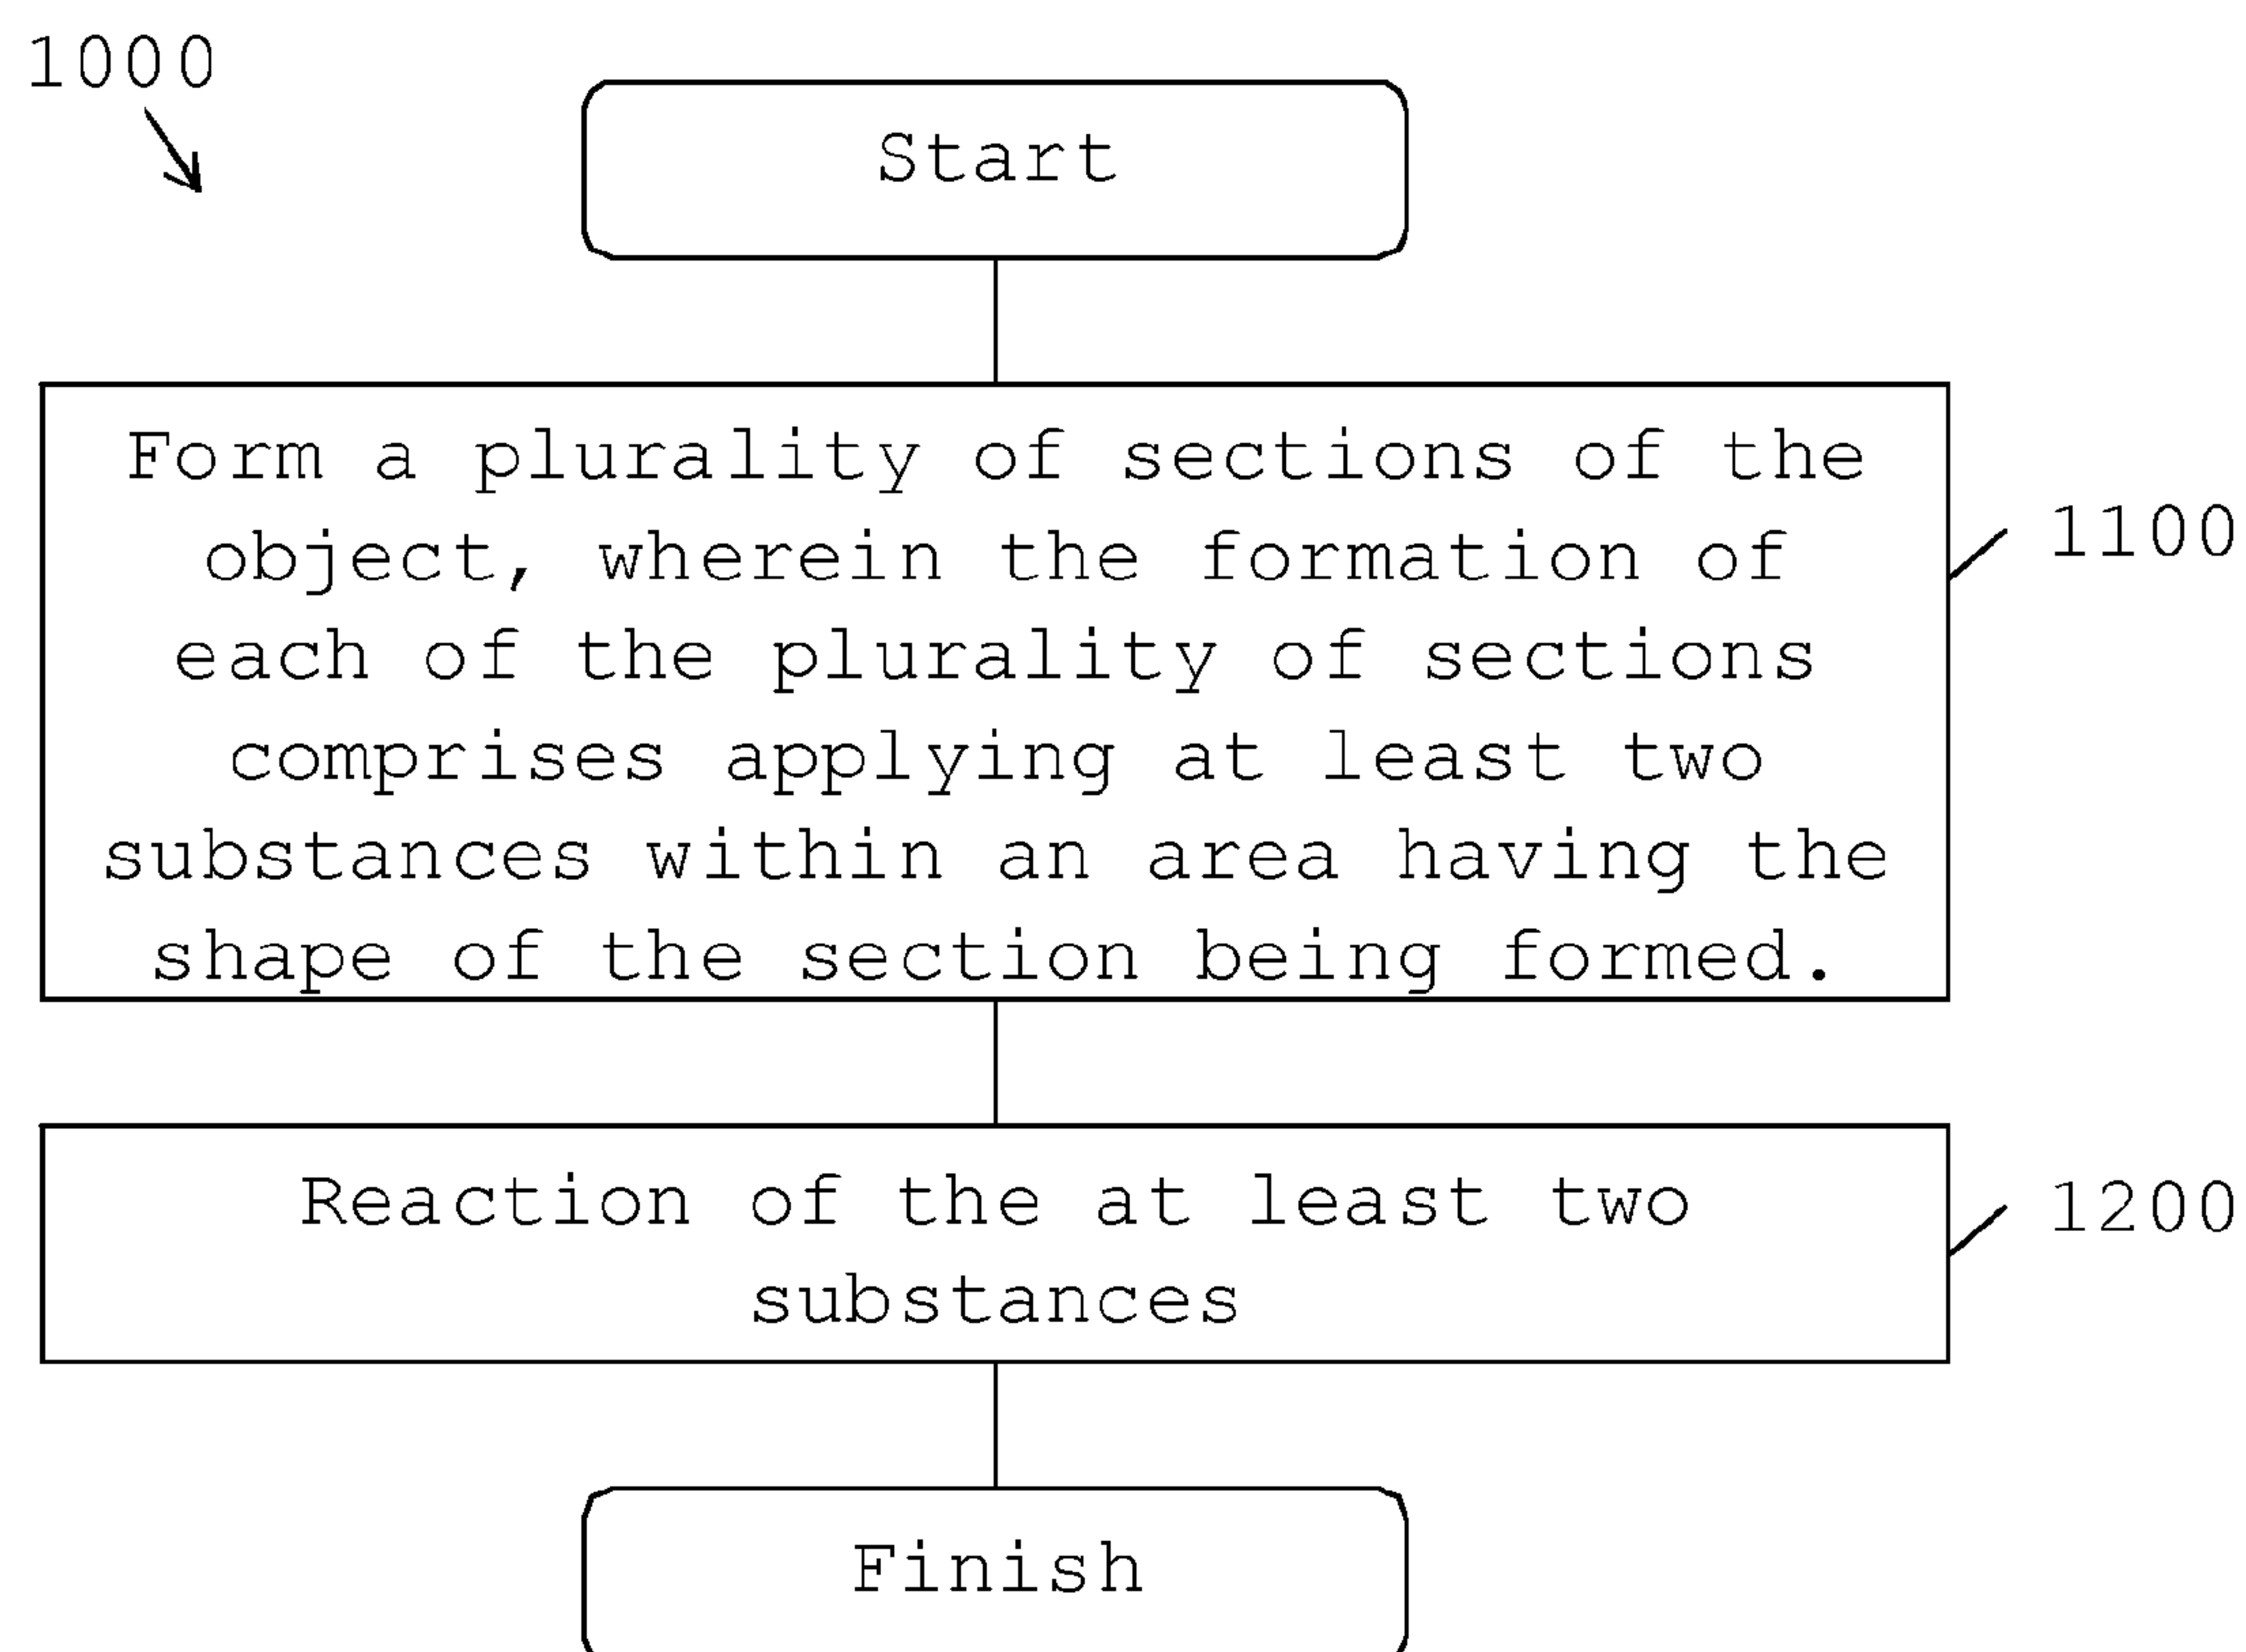 1000
Start
Form a plurality of sections of the
object, wherein the formation of
each of the plurality of sections
comprises applying at least two
substances within an area having the
shape of the section being formed.
1100
Reaction of the at least two
substances
1200
Finish